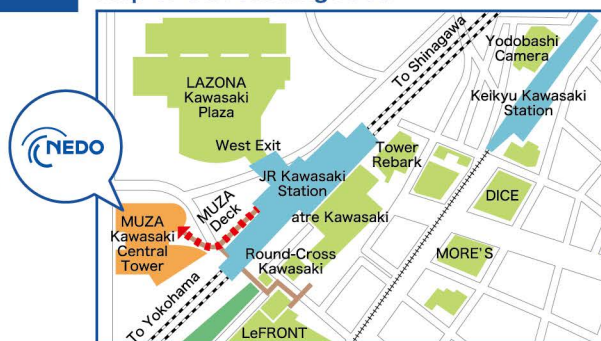 To Shinagawa
Yodobashi
Camera
LAZONA
Kawasaki
Plaza
Keikyu Kawasaki
Station
NEDO
West Exit
Tower
Rebark
JR Kawasaki
Station
DICE
MUZA
Deck
atre Kawasaki
MUZA
Kawasaki
Central
Tower
Round-Cross
Kawasaki
MORE'S
To Yokohama
LeFRONT